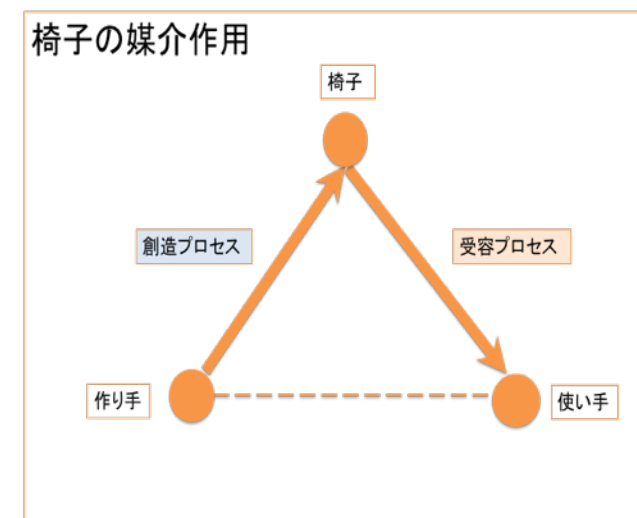 椅子の媒介作用
椅子
創造プロセス
受容プロセス
作り手
使い手